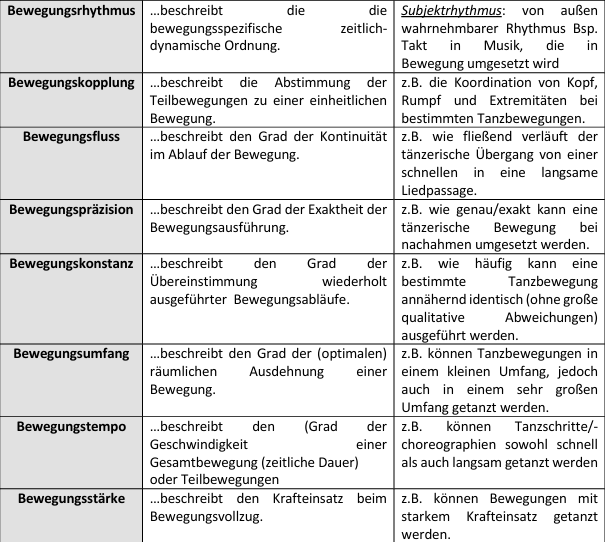 Bewegungsrhythmus
…beschreibt die die
bewegungsspezifische zeitlich-
dynamische Ordnung.
Subjektrhythmus: von außen
wahrnehmbarer Rhythmus Bsp.
Takt in Musik, die in
Bewegung umgesetzt wird
Bewegungskopplung
…beschreibt die Abstimmung der
Teilbewegungen zu einer einheitlichen
Bewegung.
z.B. die Koordination von Kopf,
Rumpf und Extremitäten bei
bestimmten Tanzbewegungen.
Bewegungsfluss
…beschreibt den Grad der Kontinuität
im Ablauf der Bewegung.
z.B. wie fließend verläuft der
tänzerische Übergang von einer
schnellen in eine langsame
Liedpassage.
Bewegungspräzision
…beschreibt den Grad der Exaktheit der
Bewegungsausführung.
z.B. wie genau/exakt kann eine
tänzerische Bewegung bei
nachahmen umgesetzt werden.
Bewegungskonstanz
…beschreibt den Grad der
Übereinstimmung wiederholt
ausgeführter Bewegungsabläufe.
z.B. wie häufig kann eine
bestimmte Tanzbewegung
annähernd identisch (ohne große
qualitative Abweichungen)
ausgeführt werden.
Bewegungsumfang
…beschreibt den Grad der (optimalen)
räumlichen Ausdehnung einer
Bewegung.
z.B. können Tanzbewegungen in
einem kleinen Umfang, jedoch
auch in einem sehr großen
Umfang getanzt werden.
Bewegungstempo
…beschreibt den (Grad der
Geschwindigkeit einer
Gesamtbewegung (zeitliche Dauer)
oder Teilbewegungen
z.B. können Tanzschritte/-
choreographien sowohl schnell
als auch langsam getanzt werden
Bewegungsstärke
…beschreibt den Krafteinsatz beim
Bewegungsvollzug.
z.B. können Bewegungen mit
starkem Krafteinsatz getanzt
werden.